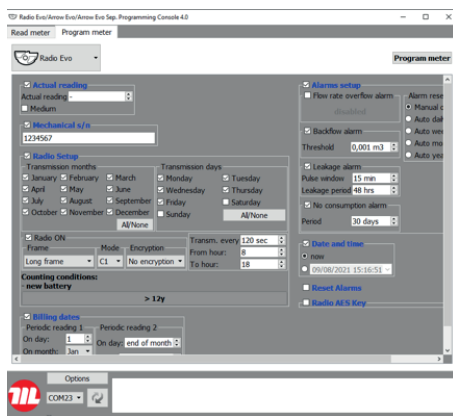 Radio Evo/Arrow Evo/Arrow Evo Sep. Programming Console 4.0
Read meter Program meter
Radio Evo
Program meter
Actual reading
Actual reading -
Medium
Mechanical s/n
1234567
Radio Setup
Transmission months
January February March
April May June
July August September
October November December
All/None
Transmission days
Monday Tuesday
Wednesday Thursday
Friday Saturday
Sunday All/None
Radio ON
Frame Mode Encryption
Long frame C1 No encryption
Transm. every 120 sec
From hour: 8
To hour: 18
Counting conditions:
- new battery
> 12y
Billing dates
Periodic reading 1 Periodic reading 2
On day: 1 On day: end of month
On month: Jan
Alarms setup
Flow rate overflow alarm
disabled
Backflow alarm
Threshold 0,001 m3
Leakage alarm
Pulse window 15 min
Leakage period 48 hrs
No consumption alarm
Period 30 days
Alarm rese
Manual c
Auto dail
Auto wee
Auto mo
Auto yea
Date and time
now
09/08/2021 15:16:51
Reset Alarms
Radio AES Key
Options
COM23